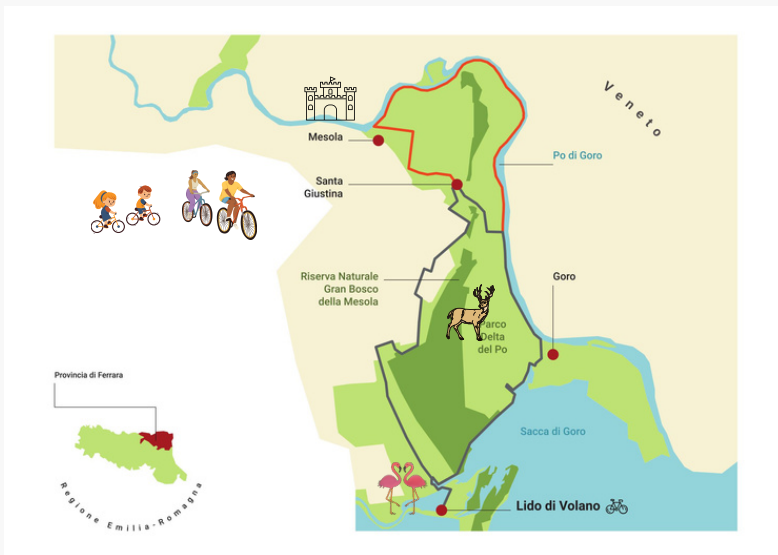 Veneto
Mesola
Po di Goro
Santa
Giustina
Riserva Naturale
Gran Bosco
della Mesola
Goro
Parco
Delta
del Po
Provincia di Ferrara
Sacca di Goro
Regione Emilia-Romagna
Lido di Volano